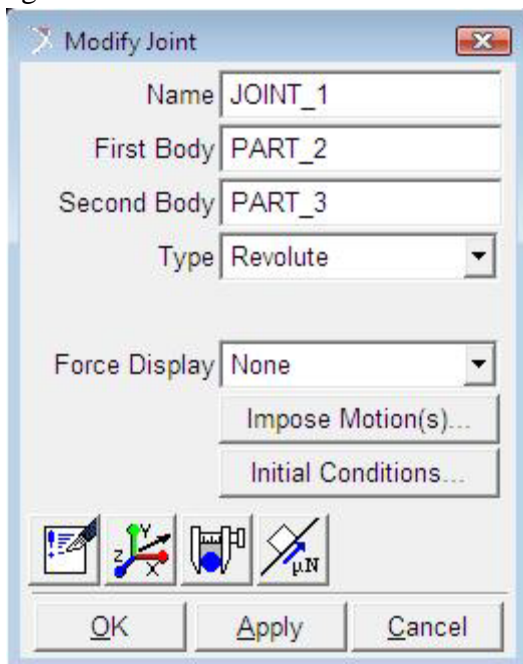 Modify Joint
Name JOINT_1
First Body PART_2
Second Body PART_3
Type Revolute
Force Display None
Impose Motion(s)...
Initial Conditions...
Z Y X μN
OK Apply Cancel